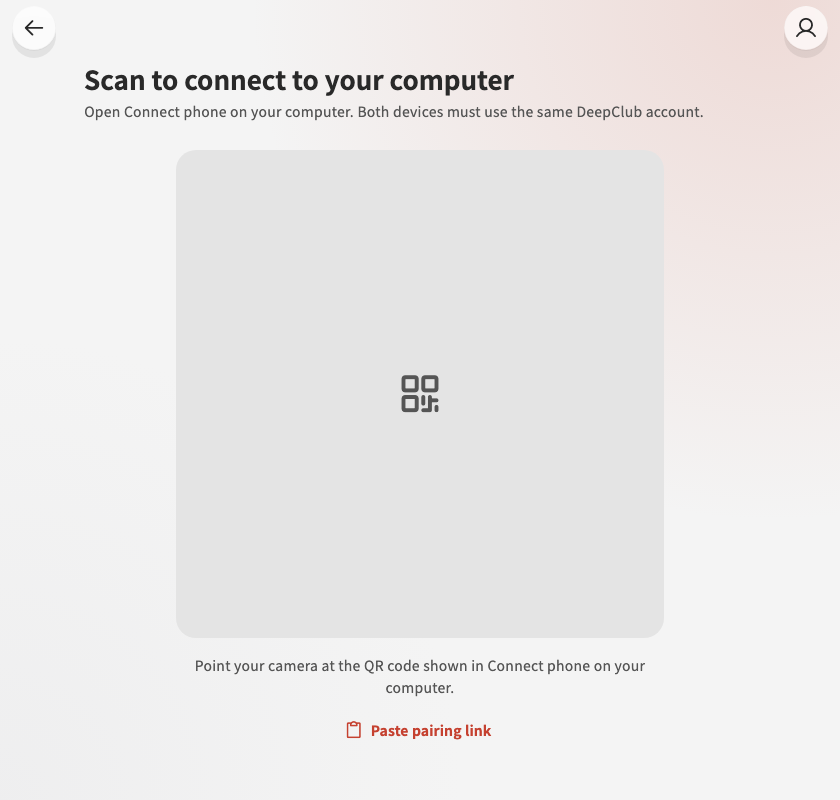 Scan to connect to your computer
Open Connect phone on your computer. Both devices must use the same DeepClub account.
Point your camera at the QR code shown in Connect phone on your
computer.
Paste pairing link